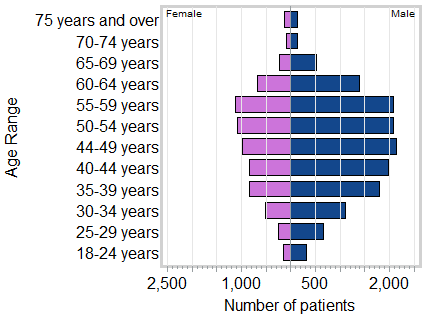 Female Male
75 years and over
70-74 years
65-69 years
60-64 years
55-59 years
50-54 years
44-49 years
40-44 years
35-39 years
30-34 years
25-29 years
18-24 years
Age Range
2,500 1,000 500 2,000
Number of patients